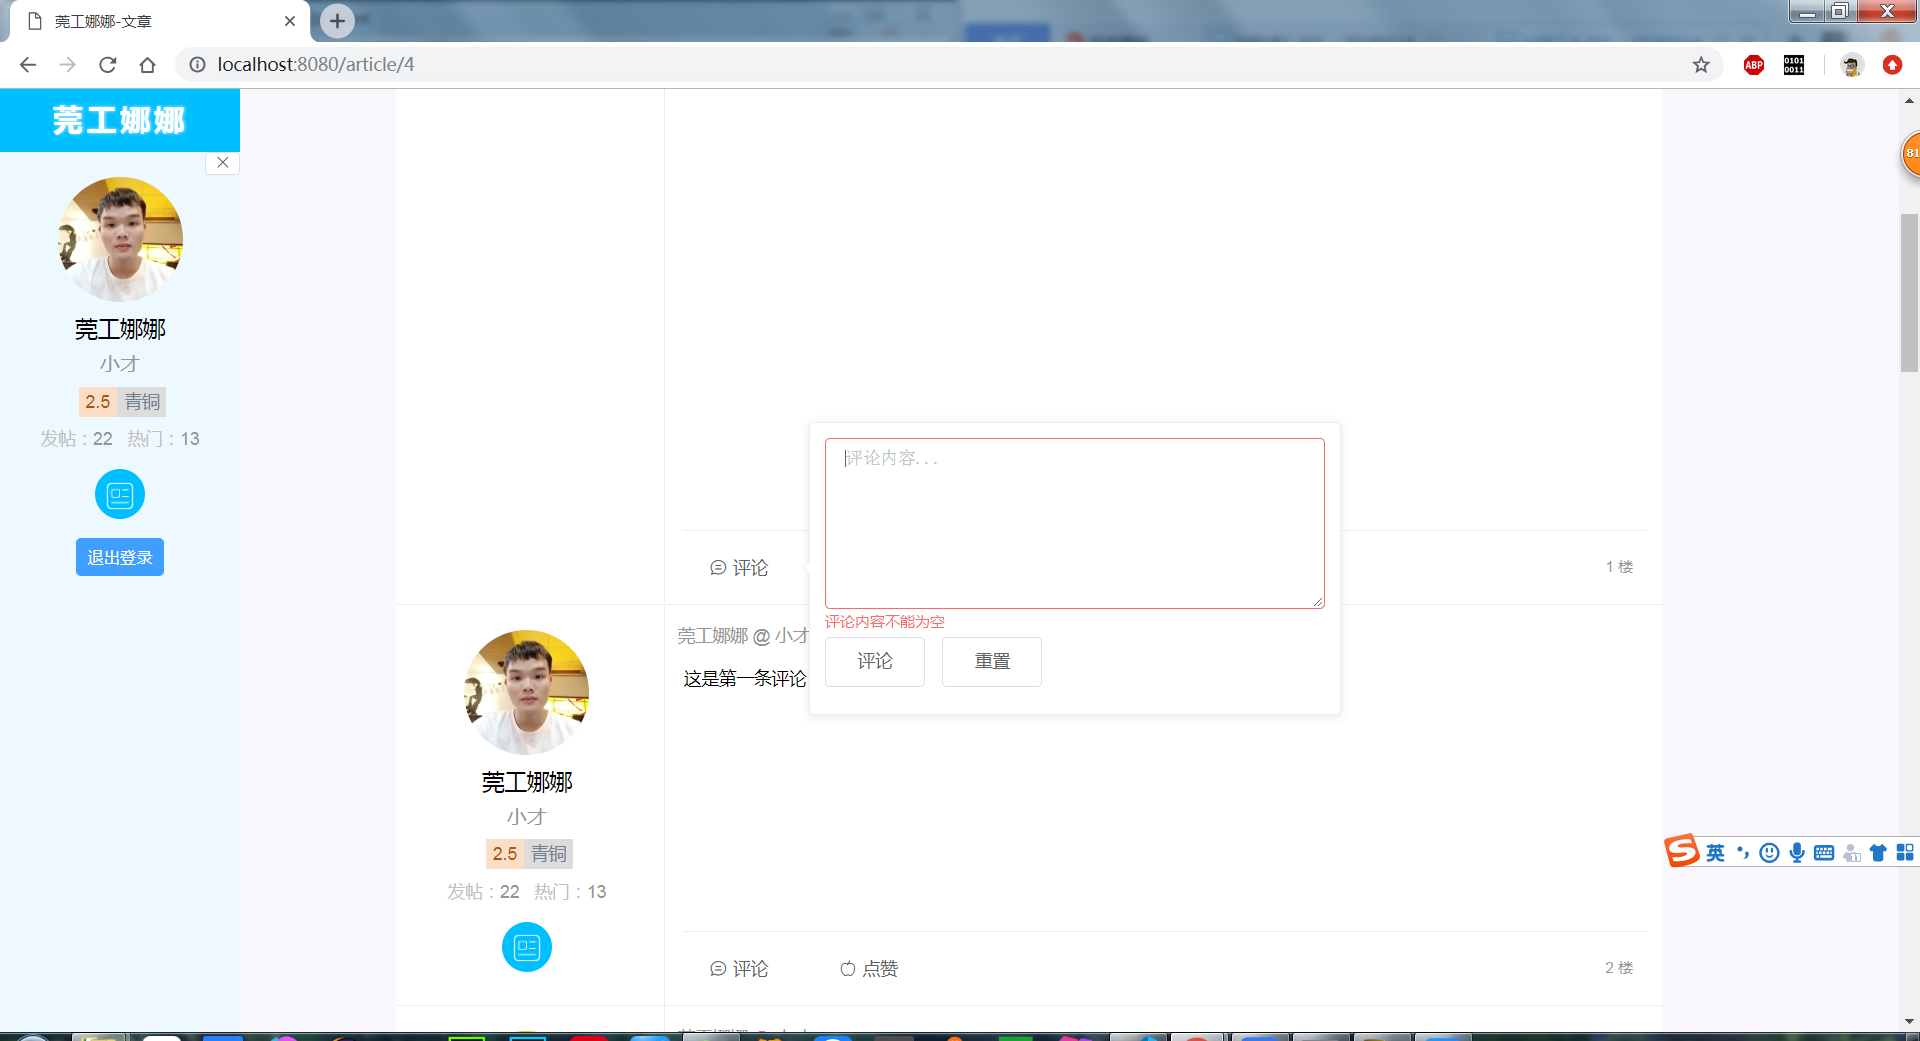 莞工娜娜-文章
localhost:8080/article/4
ABP
0101
0011
莞工娜娜
81
莞工娜娜
小才
2.5 青铜
发帖：22 热门：13
退出登录
评论内容...
评论 1 楼
评论内容不能为空
莞工娜娜 @ 小才
评论 重置
这是第一条评论
莞工娜娜
小才
2.5 青铜
发帖：22 热门：13
英
评论 点赞 2 楼